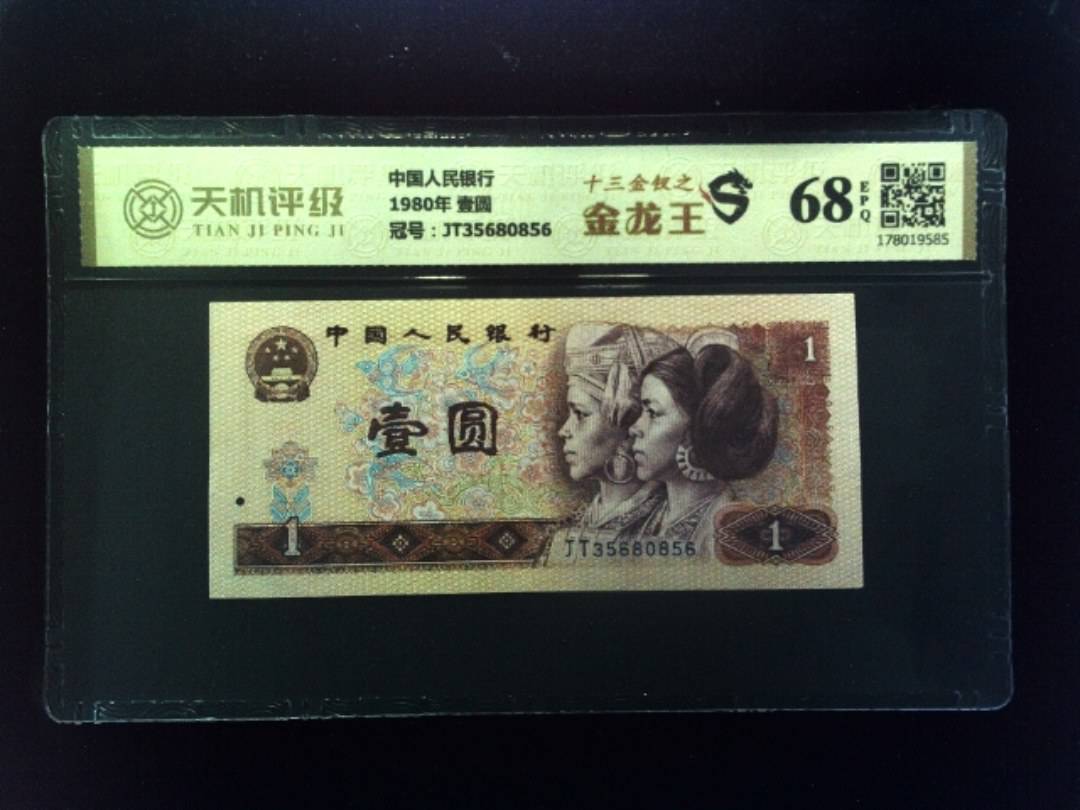 天机评级
TIAN JI PING JI
中国人民银行
1980年 壹圆
冠号：JT35680856
十三金钗之
金龙王
68
EPQ
178019585
中国人民银行
1
壹圆
1
JT35680856
1